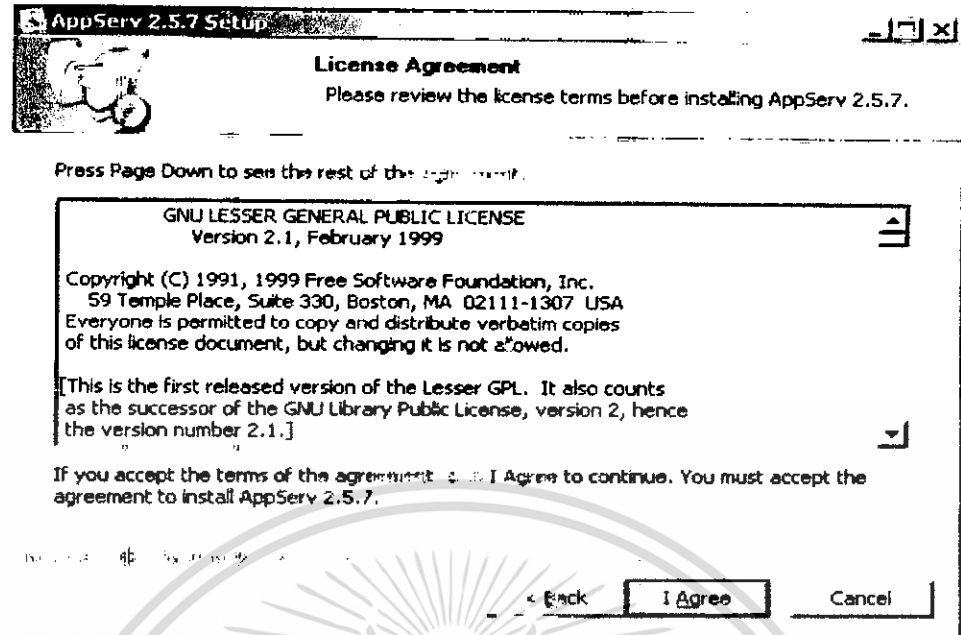 AppServ 2.5.7 Setup
License Agreement
Please review the license terms before installing AppServ 2.5.7.
Press Page Down to see the rest of the
GNU LESSER GENERAL PUBLIC LICENSE
Version 2.1, February 1999
Copyright (C) 1991, 1999 Free Software Foundation, Inc.
59 Temple Place, Suite 330, Boston, MA 02111-1307 USA
Everyone is permitted to copy and distribute verbatim copies
of this license document, but changing it is not allowed.
[This is the first released version of the Lesser GPL. It also counts
as the successor of the GNU Library Public License, version 2, hence
the version number 2.1.]
If you accept the terms of the agreement, I Agree to continue. You must accept the
agreement to install AppServ 2.5.7.
< Back
I Agree
Cancel